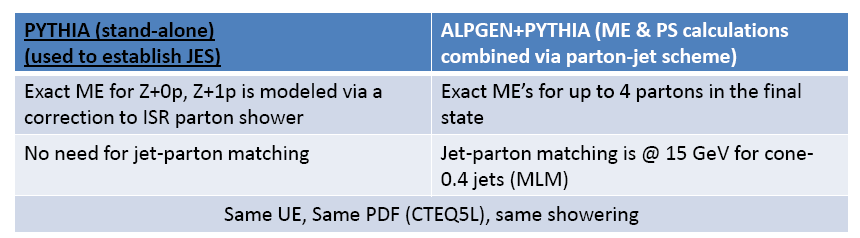 PYTHIA (stand-alone)
(used to establish JES)
ALPGEN+PYTHIA (ME & PS calculations
combined via parton-jet scheme)
Exact ME for Z+0p, Z+1p is modeled via a
correction to ISR parton shower
Exact ME’s for up to 4 partons in the final
state
No need for jet-parton matching
Jet-parton matching is @ 15 GeV for cone-
0.4 jets (MLM)
Same UE, Same PDF (CTEQ5L), same showering